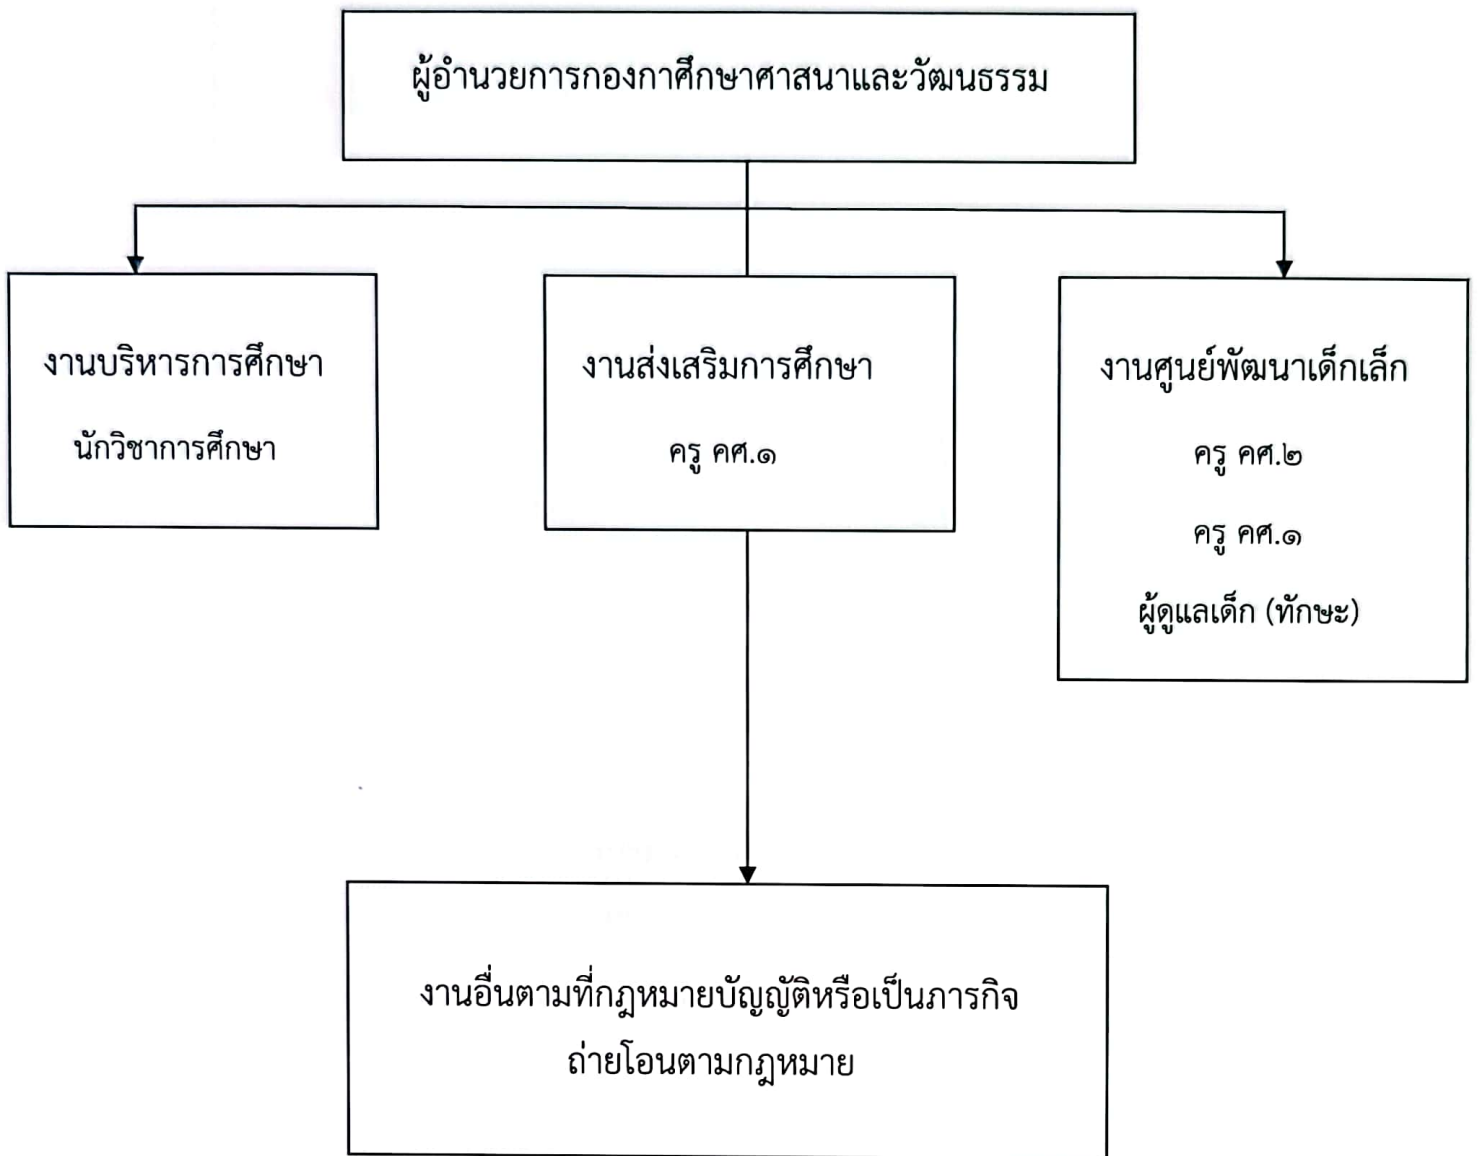 ผู้อำนวยการกองกาศึกษาศาสนาและวัฒนธรรม
งานบริหารการศึกษา
นักวิชาการศึกษา
งานส่งเสริมการศึกษา
ครู คศ.๑
งานศูนย์พัฒนาเด็กเล็ก
ครู คศ.๒
ครู คศ.๑
ผู้ดูแลเด็ก (ทักษะ)
งานอื่นตามที่กฎหมายบัญญัติหรือเป็นภารกิจ
ถ่ายโอนตามกฎหมาย